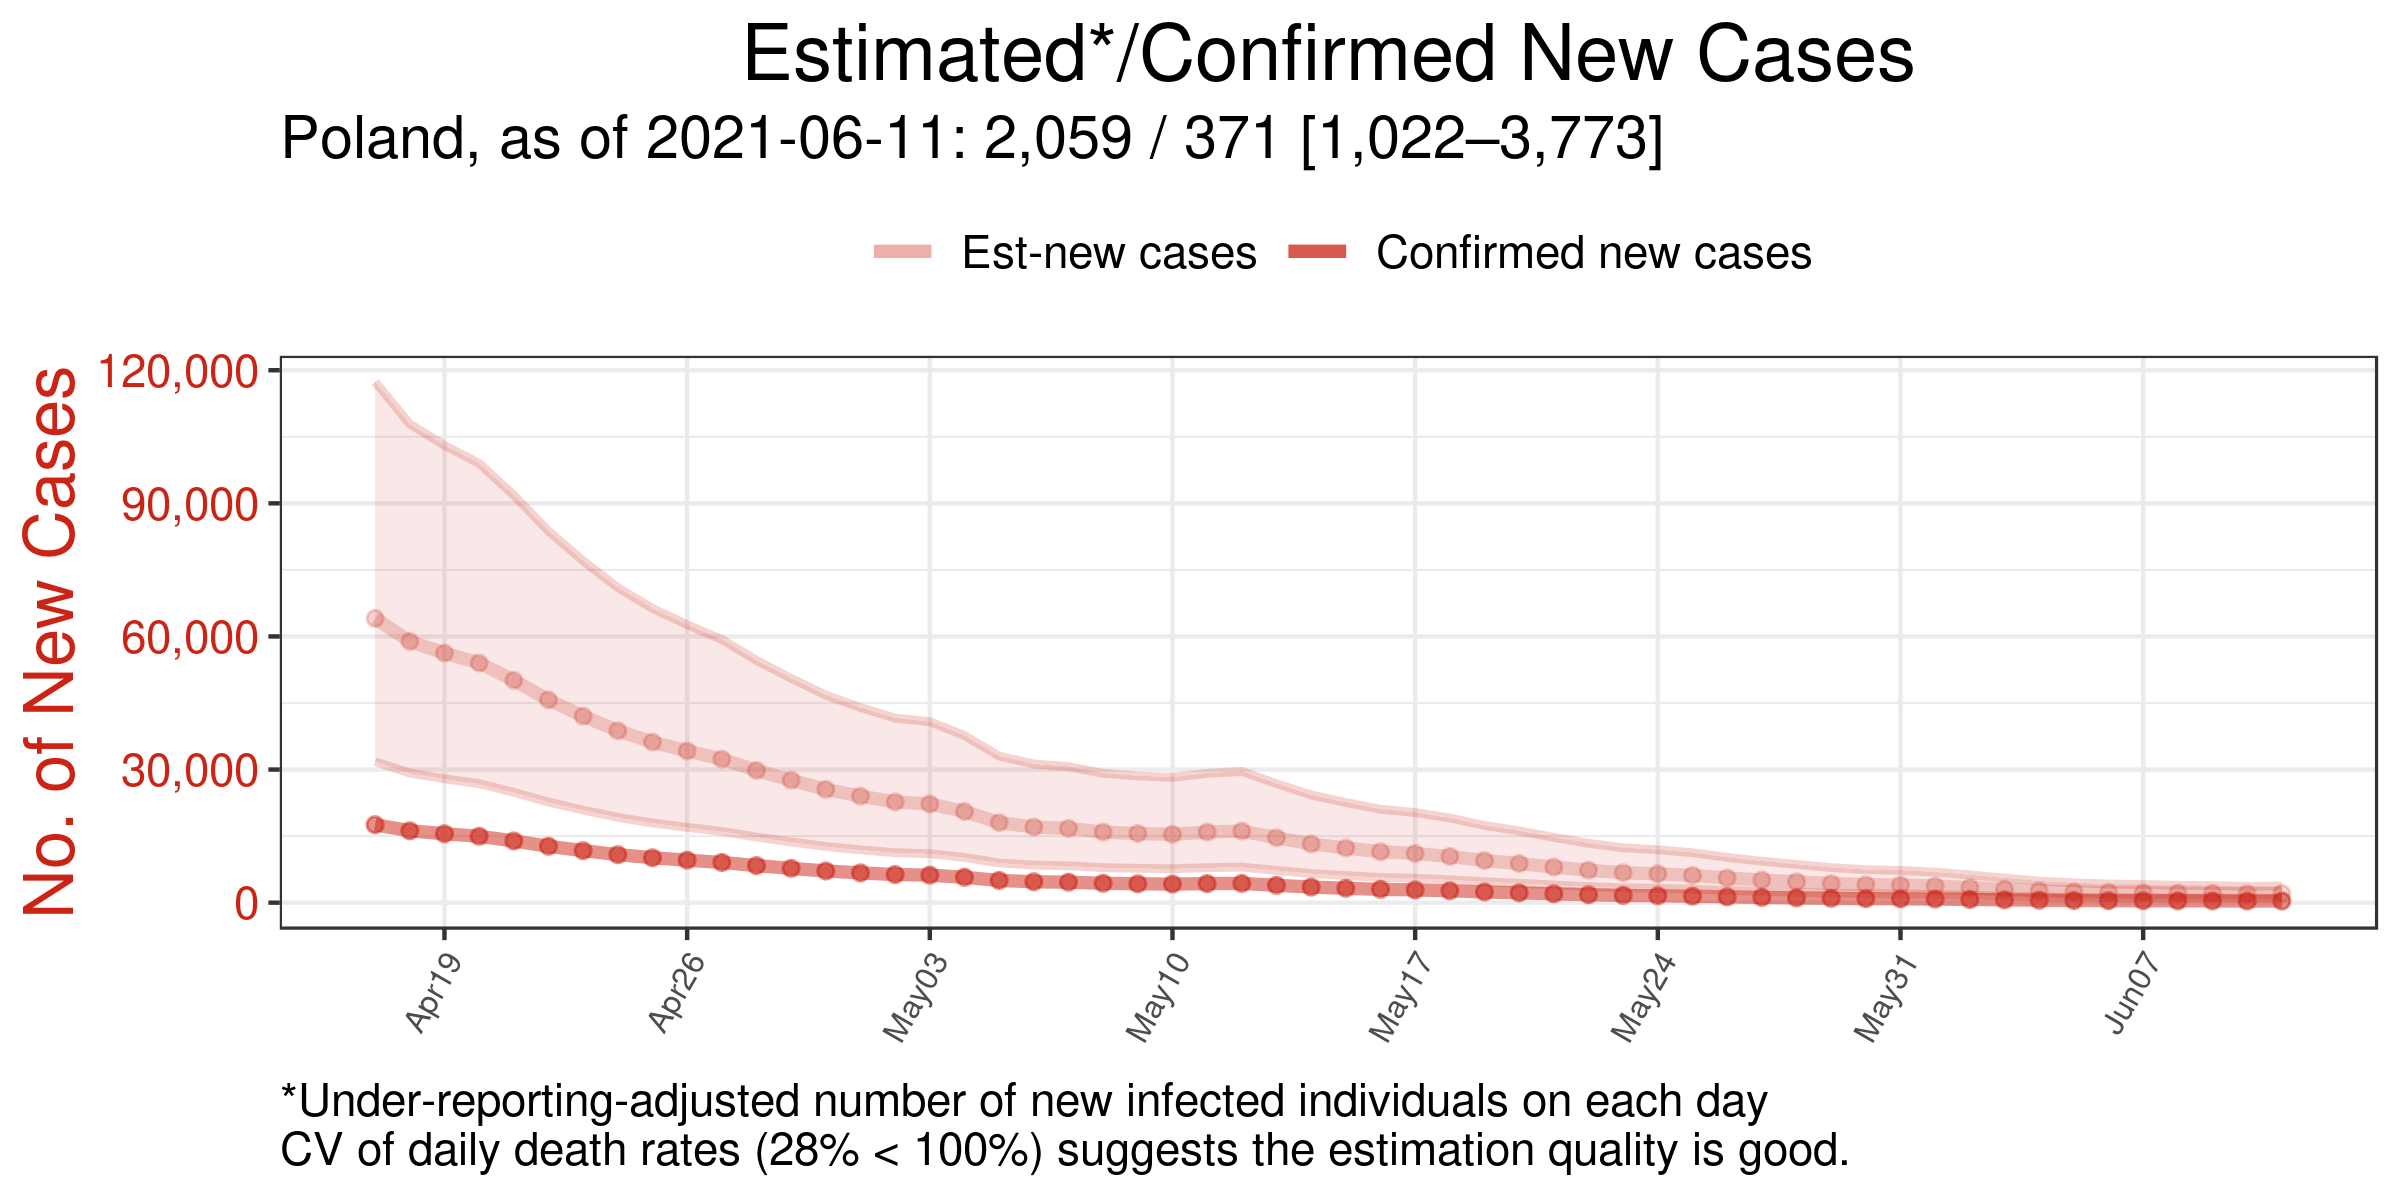 Estimated*/Confirmed New Cases
Poland, as of 2021-06-11: 2,059 / 371 [1,022–3,773]
Est-new cases
Confirmed new cases
No. of New Cases
120,000
90,000
60,000
30,000
0
Apr19
Apr26
May03
May10
May17
May24
May31
Jun07
*Under-reporting-adjusted number of new infected individuals on each day
CV of daily death rates (28% < 100%) suggests the estimation quality is good.